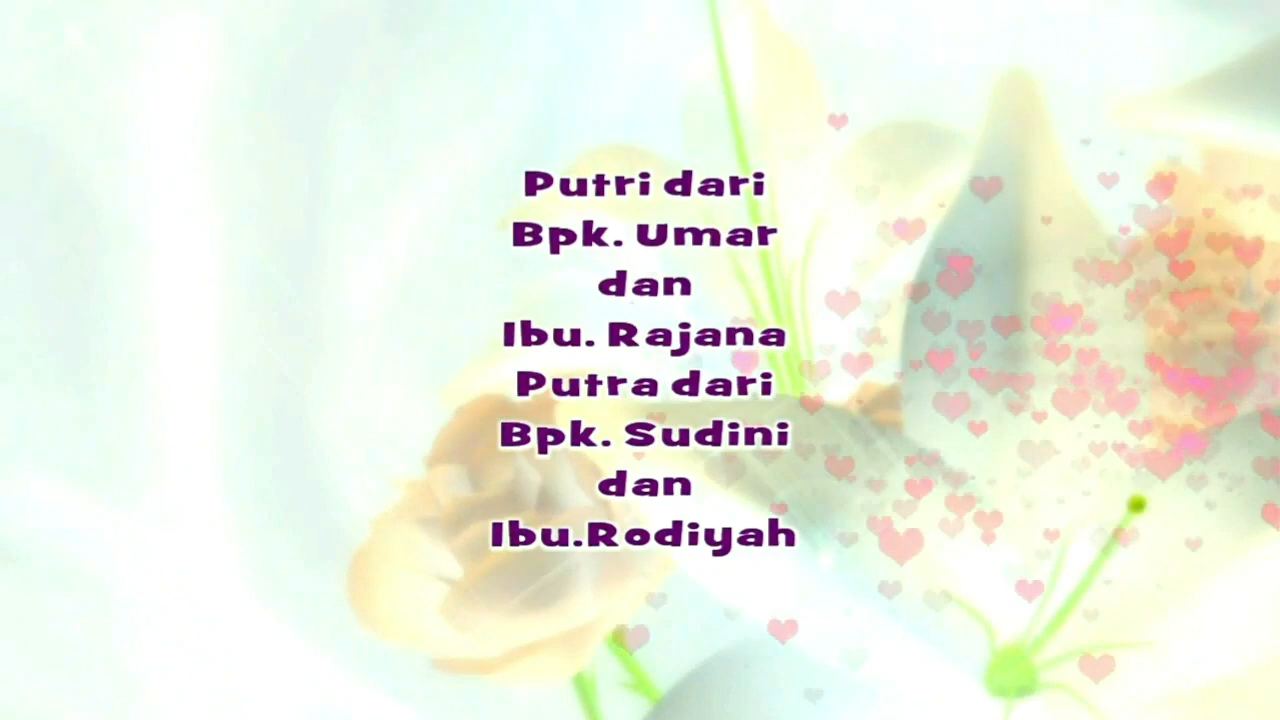 Putri dari
Bpk. Umar
dan
Ibu. Rajana
Putra dari
Bpk. Sudini
dan
Ibu.Rodiyah